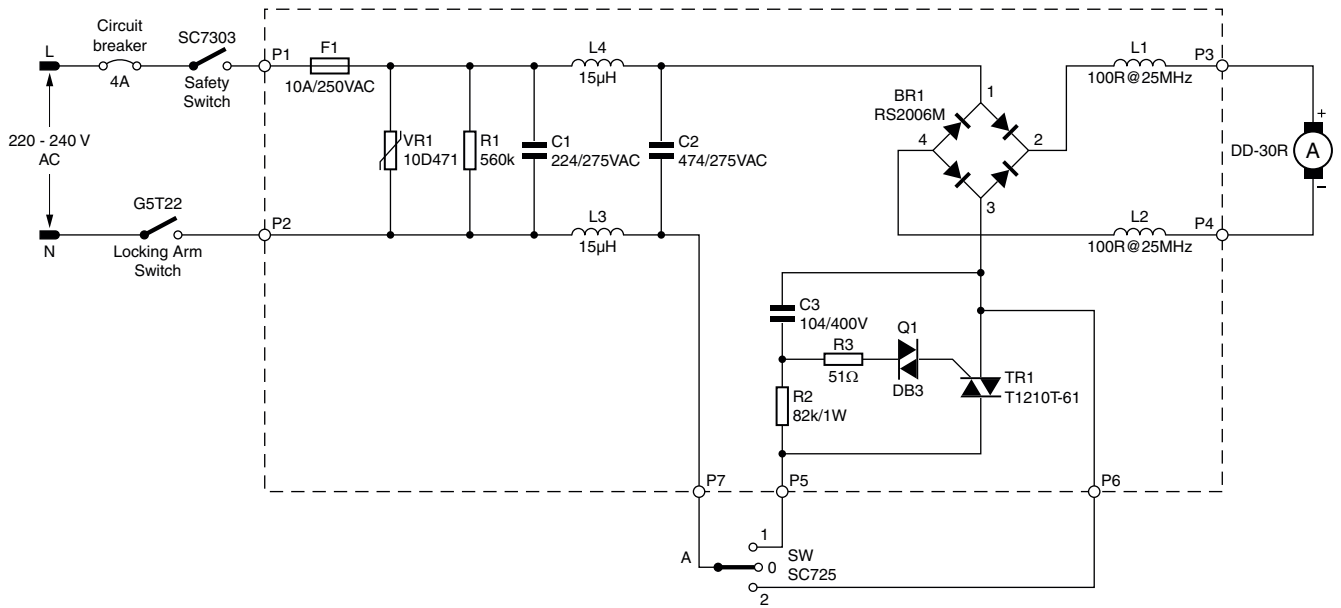 Circuit
breaker
L
4A
SC7303
Safety
Switch
P1
F1
10A/250VAC
L4
15µH
L1
100R@25MHz
P3
BR1
RS2006M
1
4
2
3
220 - 240 V
AC
VR1
10D471
R1
560k
C1
224/275VAC
C2
474/275VAC
+
DD-30R
A
–
G5T22
N
Locking Arm
Switch
P2
L3
15µH
L2
100R@25MHz
P4
C3
104/400V
Q1
R3
51Ω
DB3
TR1
T1210T-61
R2
82k/1W
P7
P5
P6
A
1
0
2
SW
SC725